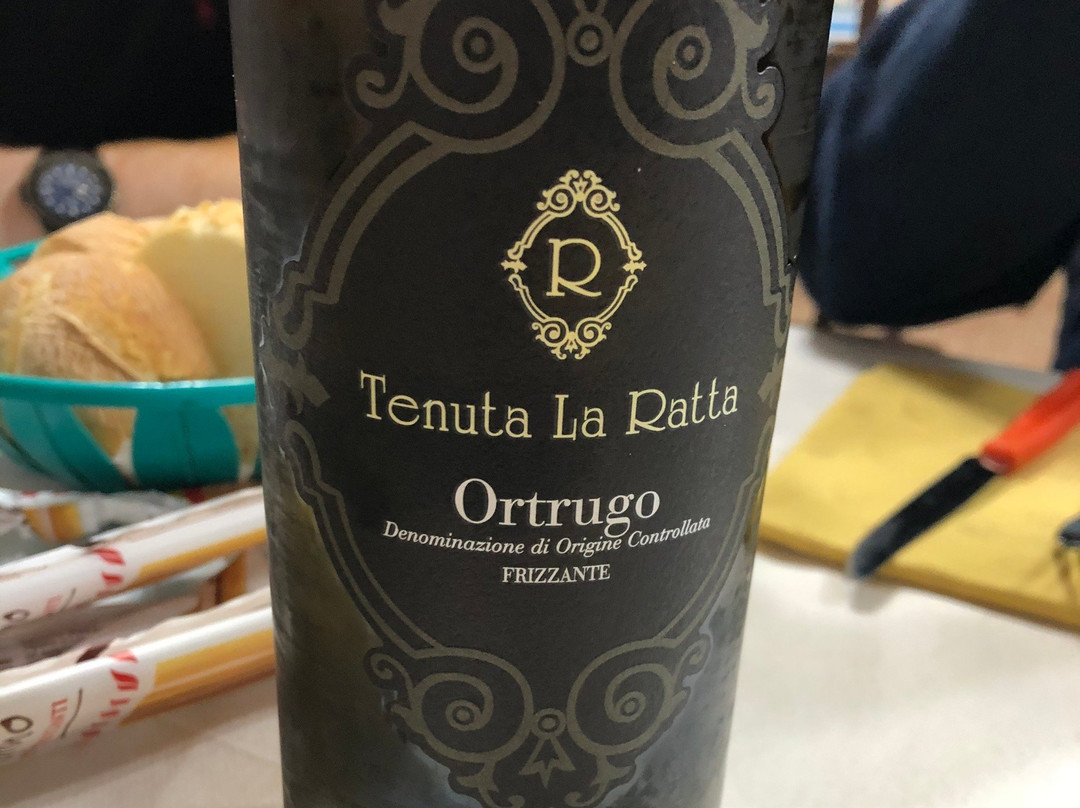 R
Tenuta La Ratta
Ortrugo
Denominazione di Origine Controllata
FRIZZANTE